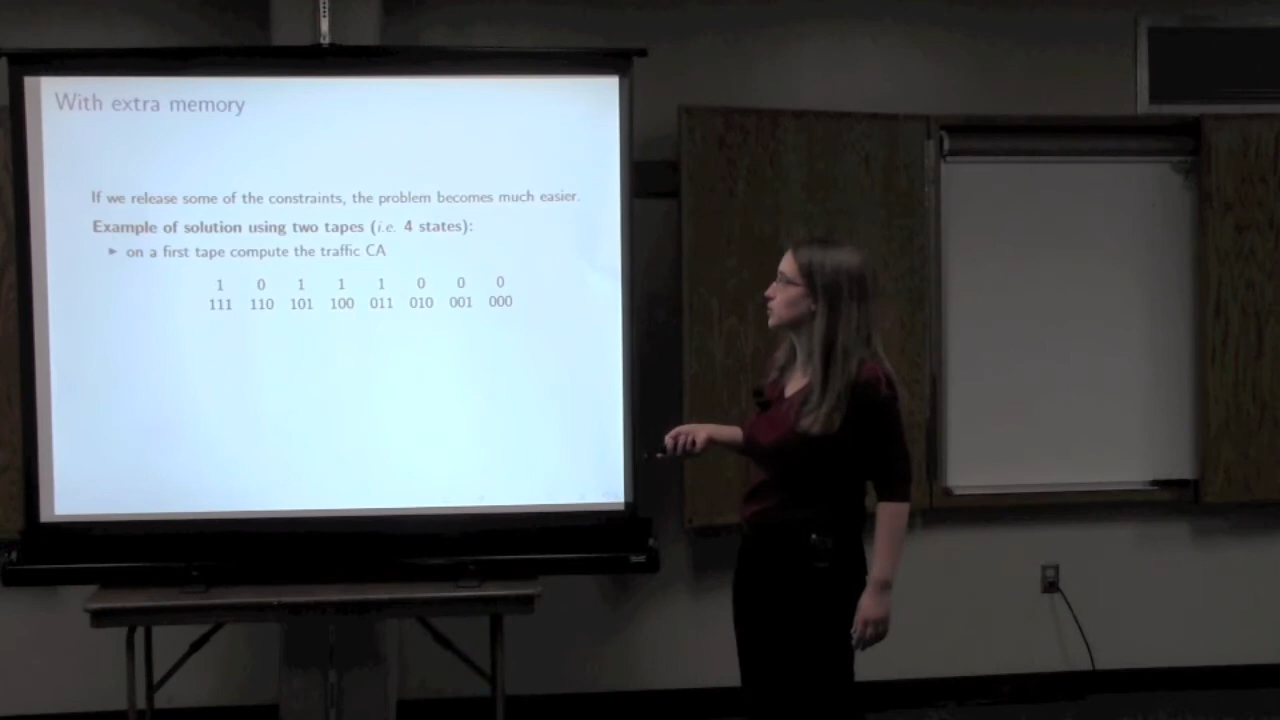 With extra memory
If we release some of the constraints, the problem becomes much easier.
Example of solution using two tapes (i.e. 4 states):
▶ on a first tape compute the traffic CA
1 0 1 1 1 0 0 0
111 110 101 100 011 010 001 000